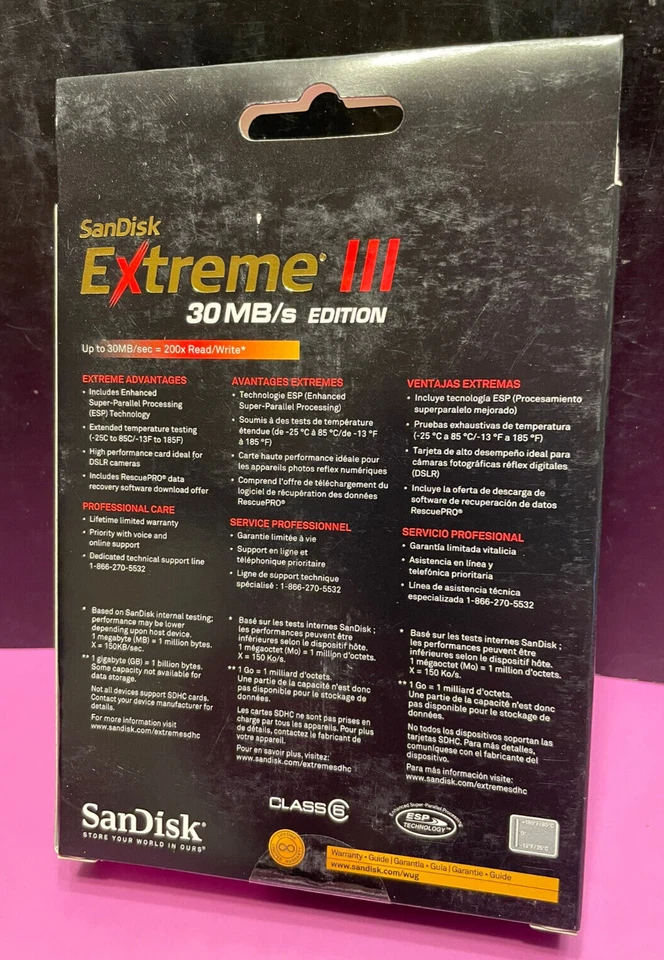 SanDisk
Extreme® III
30MB/s EDITION
Up to 30MB/sec = 200x Read/Write*
EXTREME ADVANTAGES
• Includes Enhanced
Super-Parallel Processing
(ESP) Technology
• Extended temperature testing
(-25C to 85C/-13F to 185F)
• High performance card ideal for
DSLR cameras
• Includes RescuePRO® data
recovery software download offer
PROFESSIONAL CARE
• Lifetime limited warranty
• Priority with voice and
online support
• Dedicated technical support line
1-866-270-5532
* Based on SanDisk internal testing;
performance may be lower
depending upon host device.
1 megabyte (MB) = 1 million bytes.
X = 150KB/sec.
** 1 gigabyte (GB) = 1 billion bytes.
Some capacity not available for
data storage.
Not all devices support SDHC cards.
Contact your device manufacturer for
details.
For more information visit
www.sandisk.com/extremesdhc
AVANTAGES EXTREMES
• Technologie ESP (Enhanced
Super-Parallel Processing)
• Soumis à des tests de température
étendue (de -25 °C à 85 °C/de -13 °F
à 185 °F)
• Carte haute performance idéale pour
les appareils photos reflex numériques
• Comprend l'offre de téléchargement du
logiciel de récupération des données
RescuePRO®
SERVICE PROFESSIONNEL
• Garantie limitée à vie
• Support en ligne et
téléphonique prioritaire
• Ligne de support technique
spécialisé : 1-866-270-5532
* Basé sur les tests internes SanDisk ;
les performances peuvent être
inférieures selon le dispositif hôte.
1 mégaoctet (Mo) = 1 million d'octets.
X = 150 Ko/s.
** 1 Go = 1 milliard d'octets.
Une partie de la capacité n'est donc
pas disponible pour le stockage de
données.
Les cartes SDHC ne sont pas prises en
charge par tous les appareils. Pour plus
de détails, contactez le fabricant de
votre appareil.
Pour en savoir plus, visitez:
www.sandisk.com/extremesdhc
VENTAJAS EXTREMAS
• Incluye tecnología ESP (Procesamiento
superparalelo mejorado)
• Pruebas exhaustivas de temperatura
(-25 °C a 85 °C/-13 °F a 185 °F)
• Tarjeta de alto desempeño ideal para
cámaras fotográficas réflex digitales
(DSLR)
• Incluye la oferta de descarga de
software de recuperación de datos
RescuePRO®
SERVICIO PROFESIONAL
• Garantía limitada vitalicia
• Asistencia en línea y
telefónica prioritaria
• Línea de asistencia técnica
especializada 1-866-270-5532
* Basé sur les tests internes SanDisk ;
les performances peuvent être
inférieures selon le dispositif hôte.
1 mégaoctet (Mo) = 1 million d'octets.
X = 150 Ko/s.
** 1 Go = 1 milliard d'octets.
Une partie de la capacité n'est donc
pas disponible pour le stockage de
données.
No todos los dispositivos soportan las
tarjetas SDHC. Para más detalles,
comuníquese con el fabricante del
dispositivo.
Para más información visite:
www.sandisk.com/extremesdhc
SanDisk®
STORE YOUR WORLD IN OURS®
CLASS 6
Enhanced Super-Parallel Processing
ESP
TECHNOLOGY™
Warranty • Guide | Garantía • Guía | Garantie • Guide
www.sandisk.com/wug